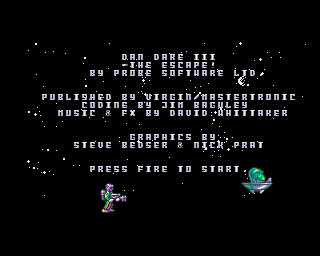 DAN DARE III
-THE ESCAPE!
BY PROBE SOFTWARE LTD.
PUBLISHED BY VIRGIN/MASTERTRONIC
CODING BY JIM BAGULEY
MUSIC & FX BY DAVID WHITTAKER
GRAPHICS BY
STEVE BEDSER & NICK PRAT
PRESS FIRE TO START.